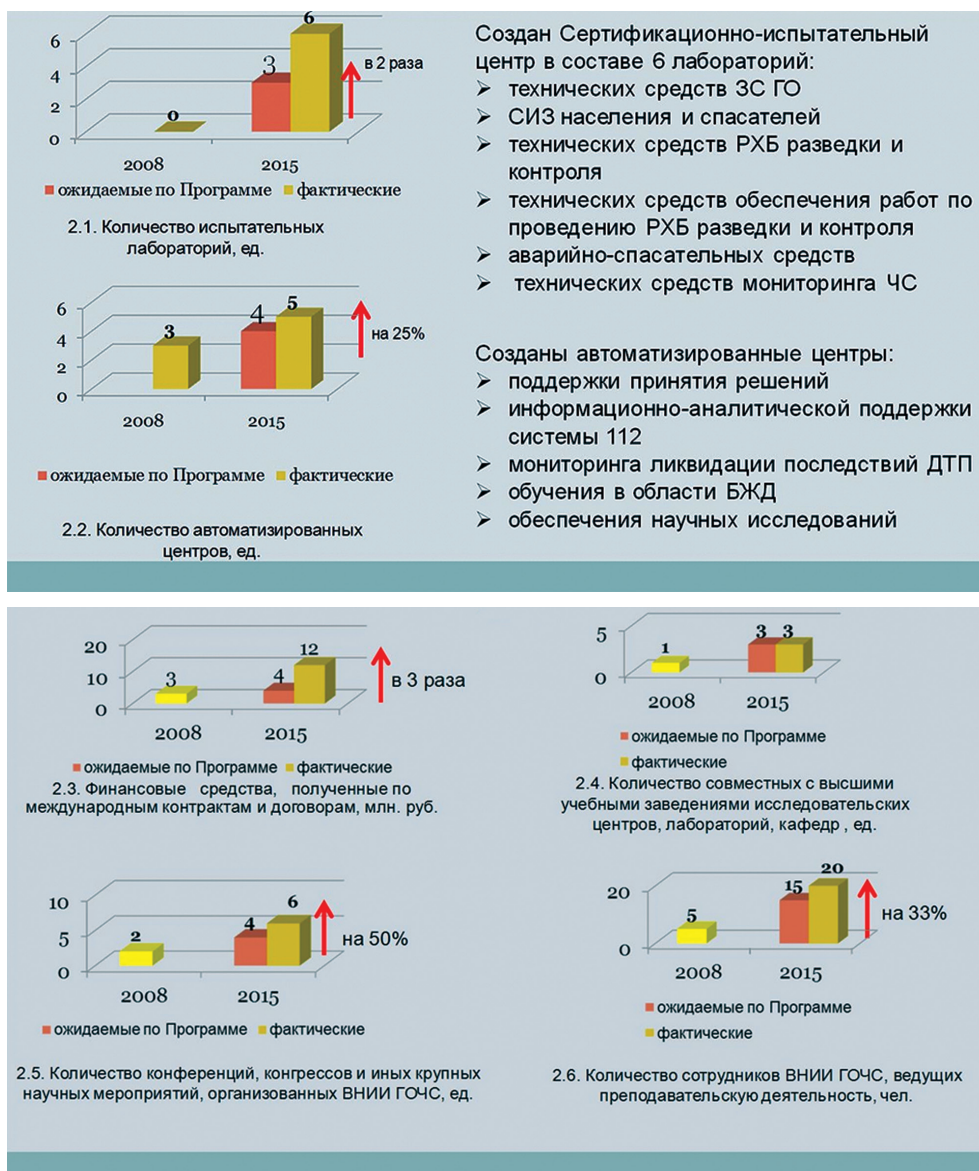 6
4
2
0
0
3
6
в 2 раза
2008 2015
ожидаемые по Программе фактические
2.1. Количество испытательных
лабораторий, ед.
6
4
2
0
3
4
5
на 25%
2008 2015
ожидаемые по Программе фактические
2.2. Количество автоматизированных
центров, ед.
Создан Сертификационно-испытательный
центр в составе 6 лабораторий:
➢ технических средств ЗС ГО
➢ СИЗ населения и спасателей
➢ технических средств РХБ разведки и
контроля
➢ технических средств обеспечения работ по
проведению РХБ разведки и контроля
➢ аварийно-спасательных средств
➢ технических средств мониторинга ЧС
Созданы автоматизированные центры:
➢ поддержки принятия решений
➢ информационно-аналитической поддержки
системы 112
➢ мониторинга ликвидации последствий ДТП
➢ обучения в области БЖД
➢ обеспечения научных исследований
20
10
0
3
4
12
в 3 раза
2008 2015
ожидаемые по Программе фактические
2.3. Финансовые средства, полученные по
международным контрактам и договорам, млн. руб.
5
0
1
3 3
2008 2015
ожидаемые по Программе
фактические
2.4. Количество совместных с высшими
учебными заведениями исследовательских
центров, лабораторий, кафедр , ед.
10
5
0
2
4
6
на 50%
2008 2015
ожидаемые по Программе фактические
2.5. Количество конференций, конгрессов и иных крупных
научных мероприятий, организованных ВНИИ ГОЧС, ед.
20
0
5
15
20
на 33%
2008 2015
ожидаемые по Программе
фактические
2.6. Количество сотрудников ВНИИ ГОЧС, ведущих
преподавательскую деятельность, чел.